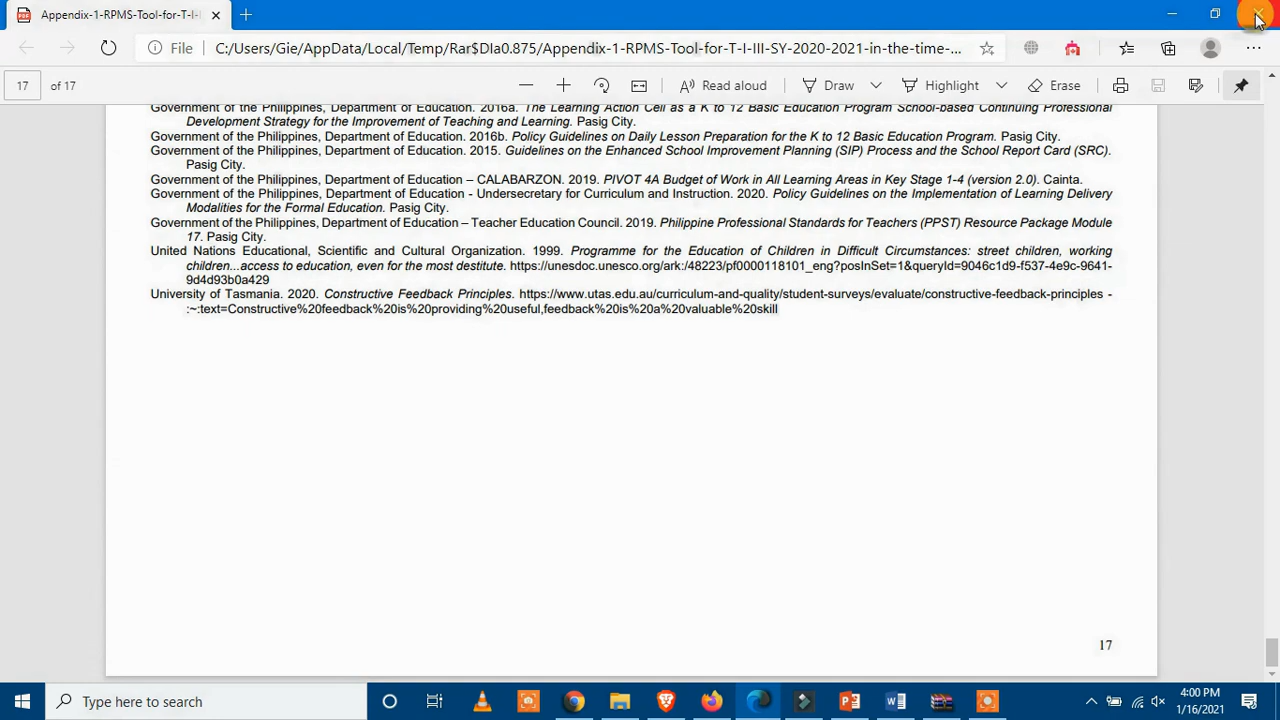 Appendix-1-RPMS-Tool-for-T-I-I
File
C:/Users/Gie/AppData/Local/Temp/Rar$DIa0.875/Appendix-1-RPMS-Tool-for-T-I-III-SY-2020-2021-in-the-time-...
17 of 17
Read aloud
Draw
Highlight
Erase
Government of the Philippines, Department of Education. 2016a. The Learning Action Cell as a K to 12 Basic Education Program School-based Continuing Professional
Development Strategy for the Improvement of Teaching and Learning. Pasig City.
Government of the Philippines, Department of Education. 2016b. Policy Guidelines on Daily Lesson Preparation for the K to 12 Basic Education Program. Pasig City.
Government of the Philippines, Department of Education. 2015. Guidelines on the Enhanced School Improvement Planning (SIP) Process and the School Report Card (SRC).
Pasig City.
Government of the Philippines, Department of Education – CALABARZON. 2019. PIVOT 4A Budget of Work in All Learning Areas in Key Stage 1-4 (version 2.0). Cainta.
Government of the Philippines, Department of Education - Undersecretary for Curriculum and Instruction. 2020. Policy Guidelines on the Implementation of Learning Delivery
Modalities for the Formal Education. Pasig City.
Government of the Philippines, Department of Education – Teacher Education Council. 2019. Philippine Professional Standards for Teachers (PPST) Resource Package Module
17. Pasig City.
United Nations Educational, Scientific and Cultural Organization. 1999. Programme for the Education of Children in Difficult Circumstances: street children, working
children...access to education, even for the most destitute. https://unesdoc.unesco.org/ark:/48223/pf0000118101_eng?posInSet=1&queryId=9046c1d9-f537-4e9c-9641-
9d4d93b0a429
University of Tasmania. 2020. Constructive Feedback Principles. https://www.utas.edu.au/curriculum-and-quality/student-surveys/evaluate/constructive-feedback-principles -
:~:text=Constructive%20feedback%20is%20providing%20useful,feedback%20is%20a%20valuable%20skill
17
Type here to search
4:00 PM
1/16/2021